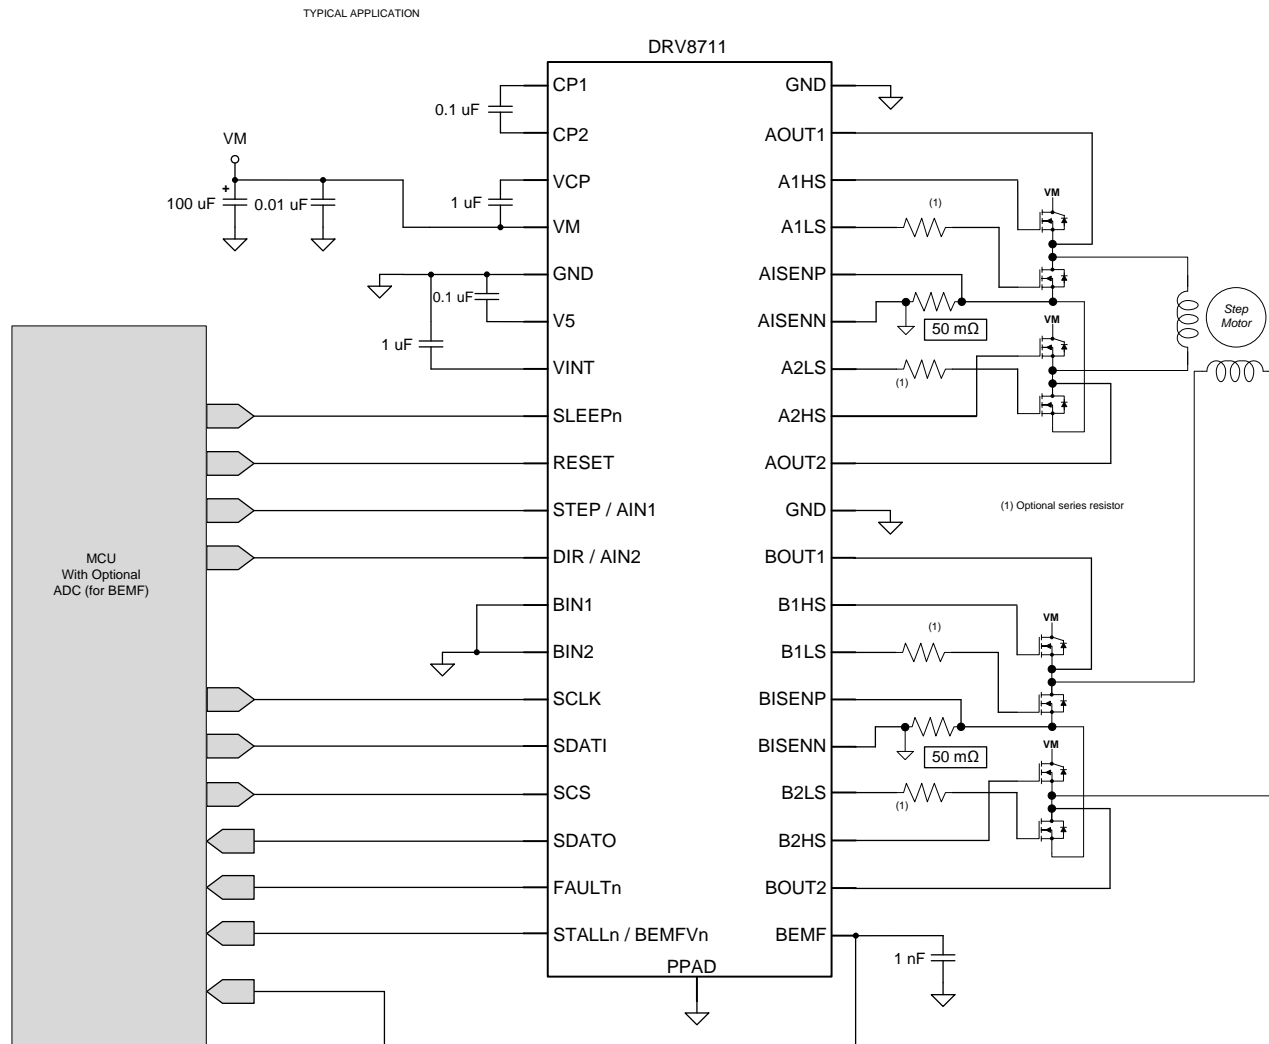 TYPICAL APPLICATION
DRV8711
CP1
GND
0.1 uF
CP2
AOUT1
VM
VCP
A1HS
100 uF
+
0.01 uF
1 uF
VM
A1LS
(1)
VM
GND
AISENP
0.1 uF
V5
AISENN
50 mΩ
VM
Step
Motor
1 uF
VINT
A2LS
(1)
SLEEPn
A2HS
RESET
AOUT2
STEP / AIN1
GND
(1) Optional series resistor
MCU
With Optional
ADC (for BEMF)
DIR / AIN2
BOUT1
BIN1
B1HS
VM
BIN2
B1LS
(1)
SCLK
BISENP
SDATI
BISENN
50 mΩ
VM
SCS
B2LS
(1)
SDATO
B2HS
FAULTn
BOUT2
STALLn / BEMFVn
BEMF
1 nF
PPAD